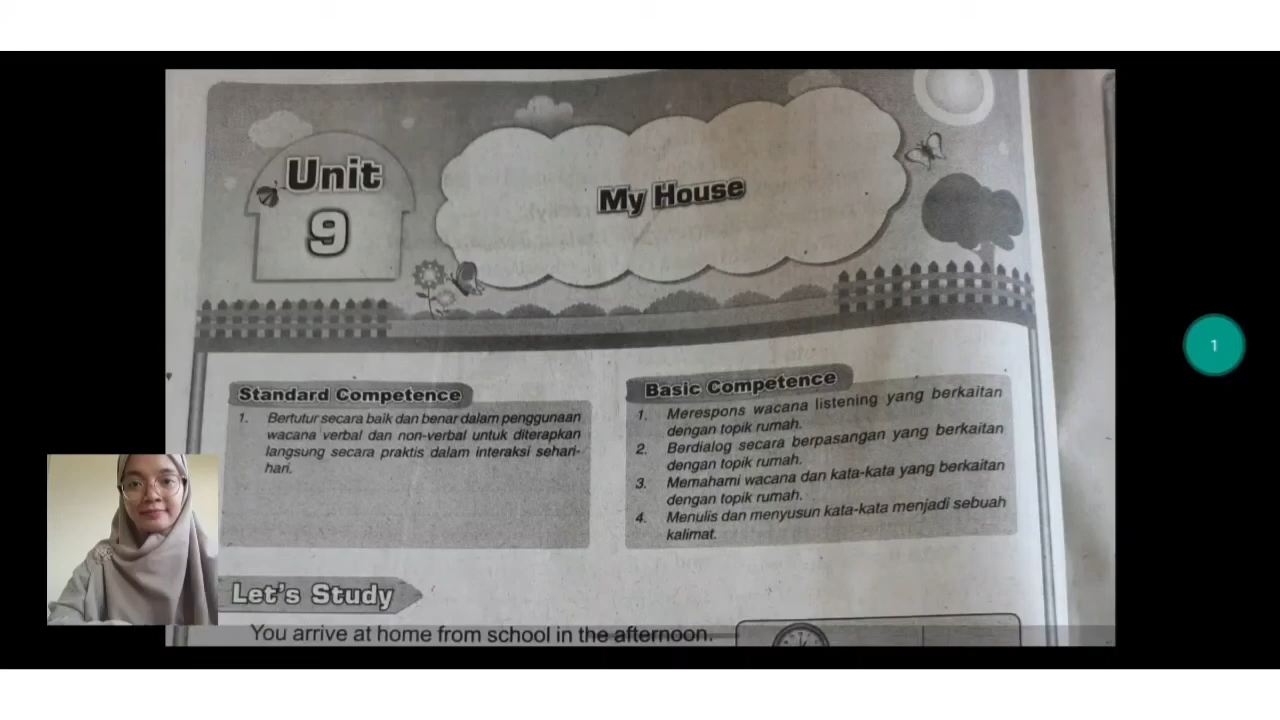 Unit
9
My House
Standard Competence
1. Bertutur secara baik dan benar dalam penggunaan
wacana verbal dan non-verbal untuk diterapkan
langsung secara praktis dalam interaksi sehari-
hari.
Basic Competence
1. Merespons wacana listening yang berkaitan
dengan topik rumah.
2. Berdialog secara berpasangan yang berkaitan
dengan topik rumah.
3. Memahami wacana dan kata-kata yang berkaitan
dengan topik rumah.
4. Menulis dan menyusun kata-kata menjadi sebuah
kalimat.
Let's Study
You arrive at home from school in the afternoon.
1